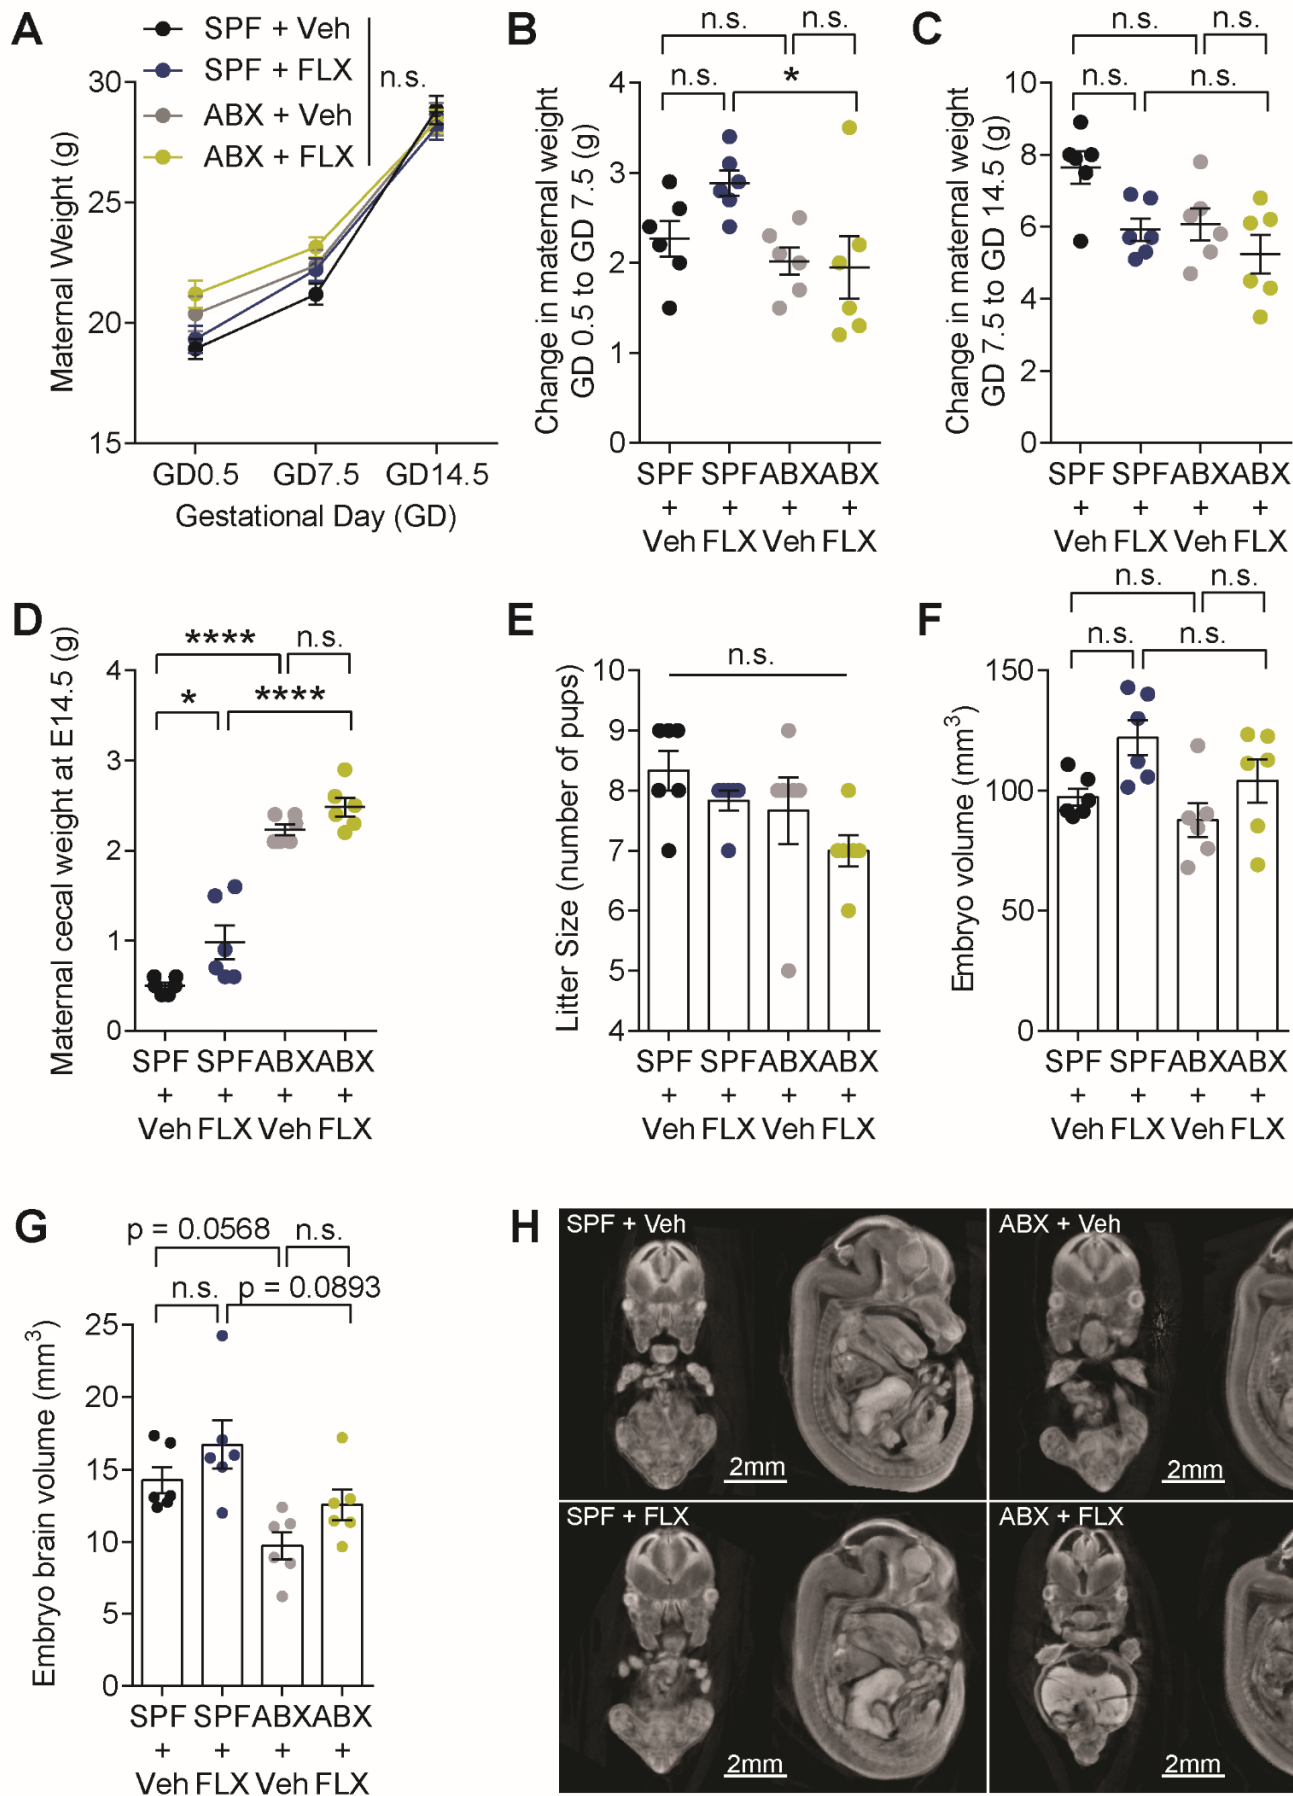 A
SPF + Veh
SPF + FLX
ABX + Veh
ABX + FLX
n.s.
30
25
20
15
Maternal Weight (g)
GD0.5 GD7.5 GD14.5
Gestational Day (GD)
B
n.s. n.s.
n.s. *
4
3
2
1
0
Change in maternal weight
GD 0.5 to GD 7.5 (g)
SPF SPF ABX ABX
+ + + +
Veh FLX Veh FLX
C
n.s. n.s.
n.s. n.s.
10
8
6
4
2
0
Change in maternal weight
GD 7.5 to GD 14.5 (g)
SPF SPF ABX ABX
+ + + +
Veh FLX Veh FLX
D
**** n.s.
* ****
4
3
2
1
0
Maternal cecal weight at E14.5 (g)
SPF SPF ABX ABX
+ + + +
Veh FLX Veh FLX
E
n.s.
10
9
8
7
6
5
4
Litter Size (number of pups)
SPF SPF ABX ABX
+ + + +
Veh FLX Veh FLX
F
n.s. n.s.
n.s. n.s.
150
100
50
0
Embryo volume (mm³)
SPF SPF ABX ABX
+ + + +
Veh FLX Veh FLX
G
p = 0.0568 n.s.
n.s. p = 0.0893
25
20
15
10
5
0
Embryo brain volume (mm³)
SPF SPF ABX ABX
+ + + +
Veh FLX Veh FLX
H
SPF + Veh
2mm
ABX + Veh
2mm
SPF + FLX
2mm
ABX + FLX
2mm